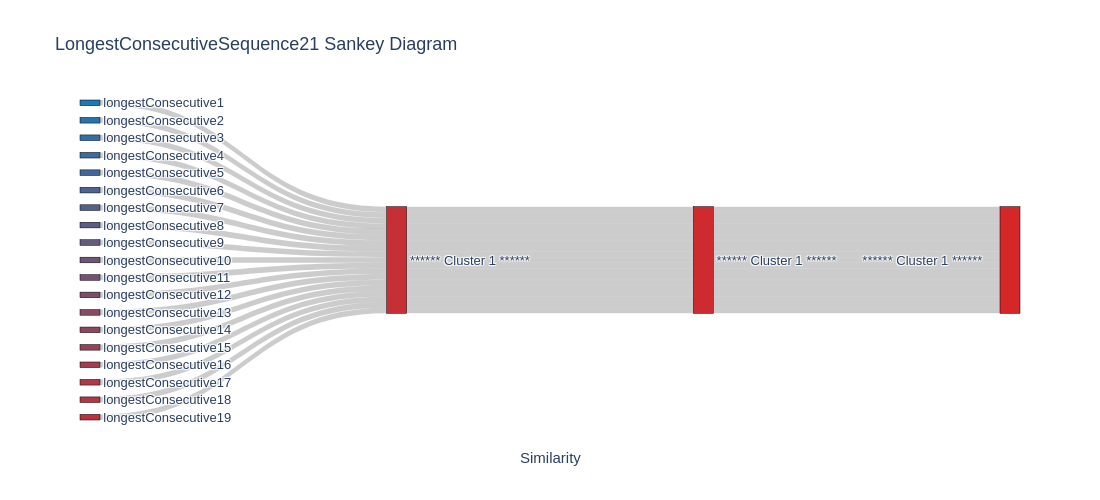 LongestConsecutiveSequence21 Sankey Diagram
longestConsecutive1
longestConsecutive2
longestConsecutive3
longestConsecutive4
longestConsecutive5
longestConsecutive6
longestConsecutive7
longestConsecutive8
longestConsecutive9
longestConsecutive10
longestConsecutive11
longestConsecutive12
longestConsecutive13
longestConsecutive14
longestConsecutive15
longestConsecutive16
longestConsecutive17
longestConsecutive18
longestConsecutive19
****** Cluster 1 ******
****** Cluster 1 ******
****** Cluster 1 ******
Similarity